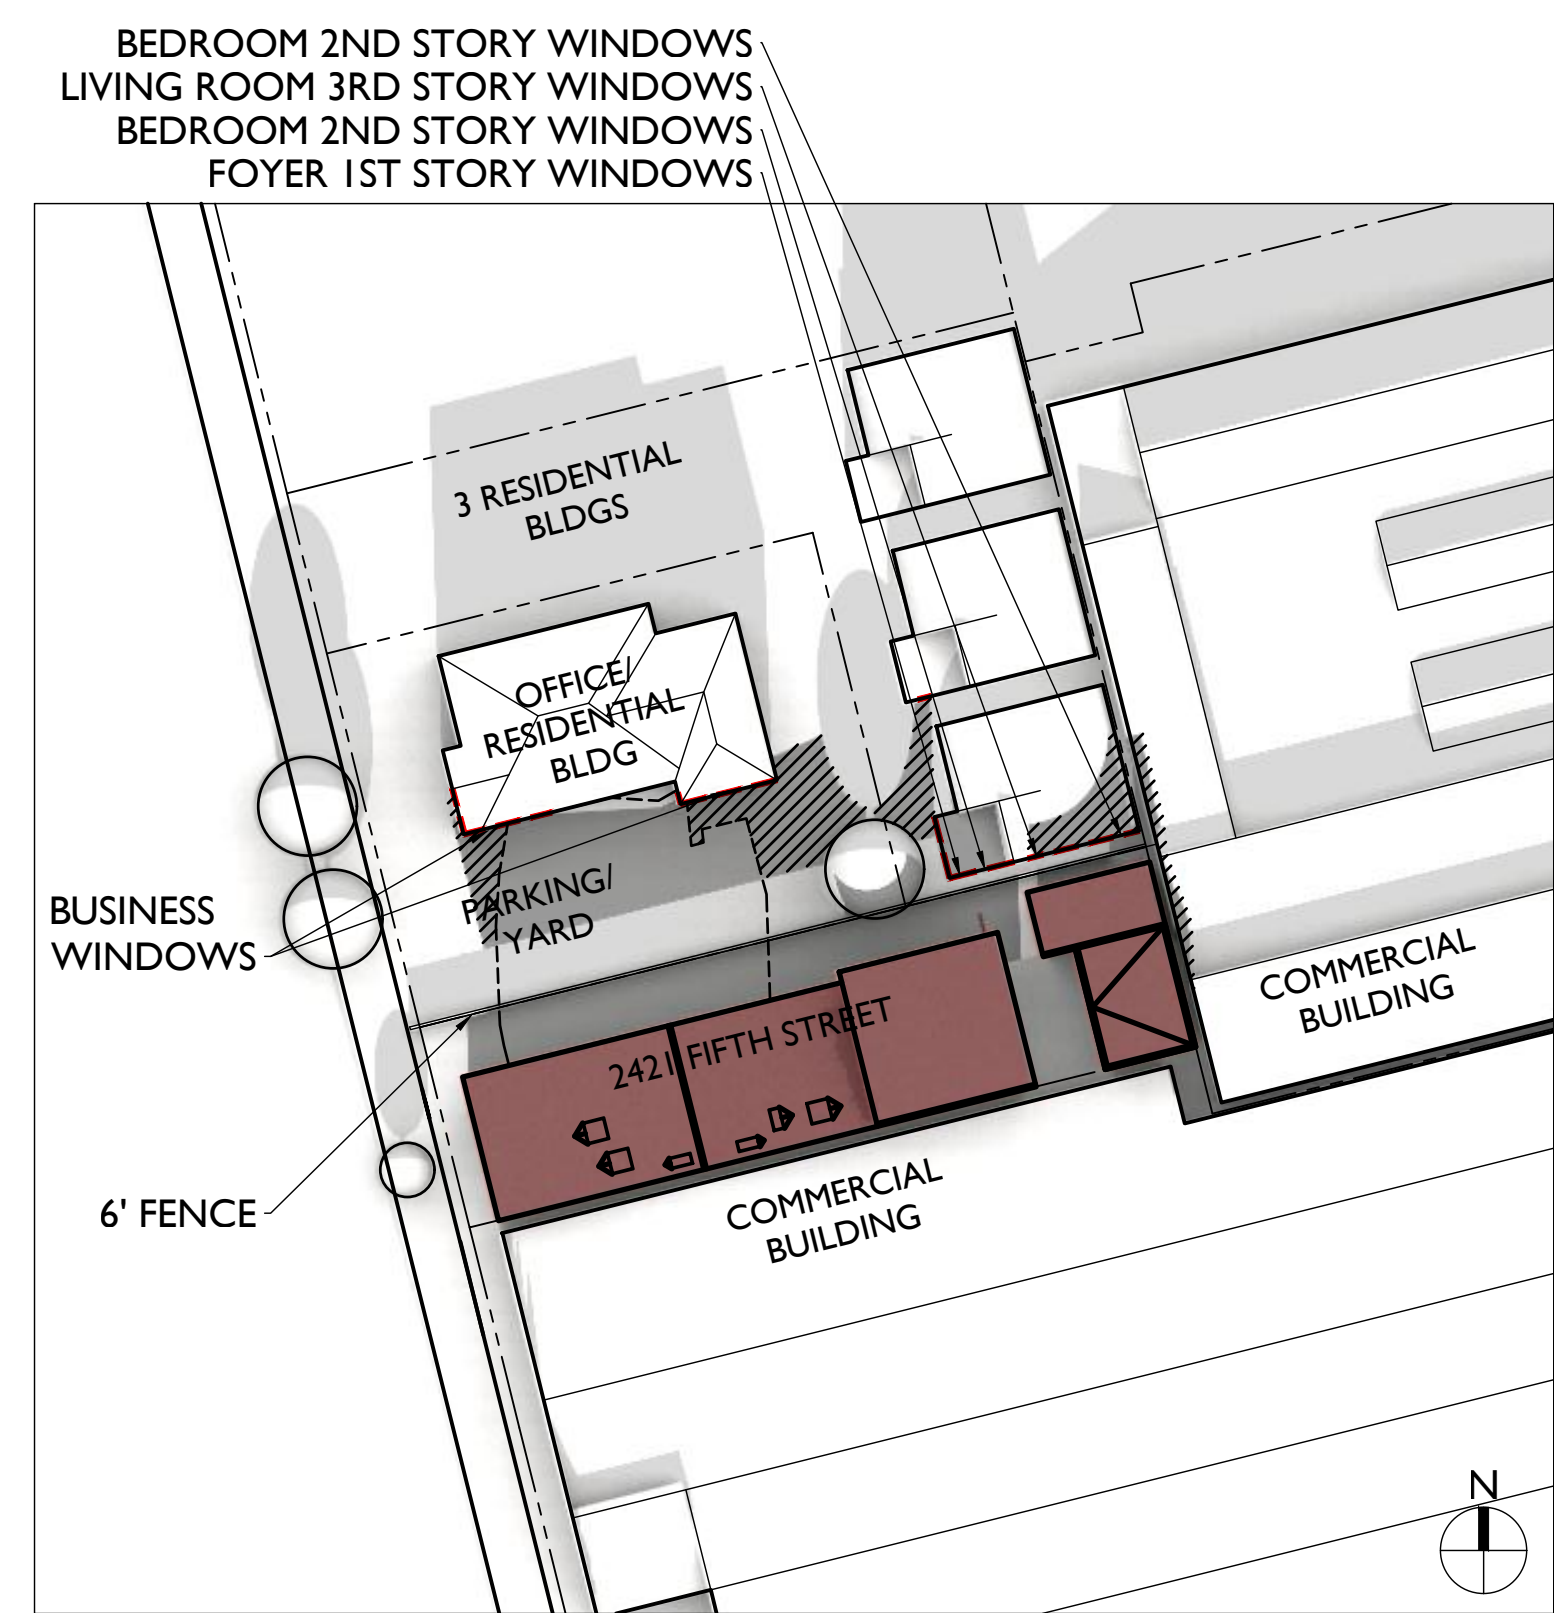 BEDROOM 2ND STORY WINDOWS
LIVING ROOM 3RD STORY WINDOWS
BEDROOM 2ND STORY WINDOWS
FOYER 1ST STORY WINDOWS
3 RESIDENTIAL
BLDGS
OFFICE/
RESIDENTIAL
BLDG
PARKING/
YARD
BUSINESS
WINDOWS
COMMERCIAL
BUILDING
2421 FIFTH STREET
6' FENCE
COMMERCIAL
BUILDING
N